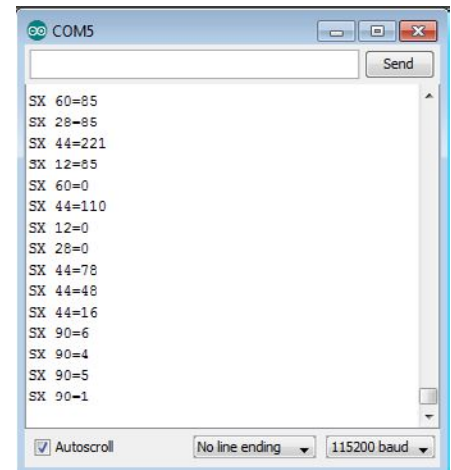 COM5
Send
SX 60=85
SX 28=85
SX 44=221
SX 12=85
SX 60=0
SX 44=110
SX 12=0
SX 28=0
SX 44=78
SX 44=48
SX 44=16
SX 90=6
SX 90=4
SX 90=5
SX 90=1
Autoscroll No line ending 115200 baud